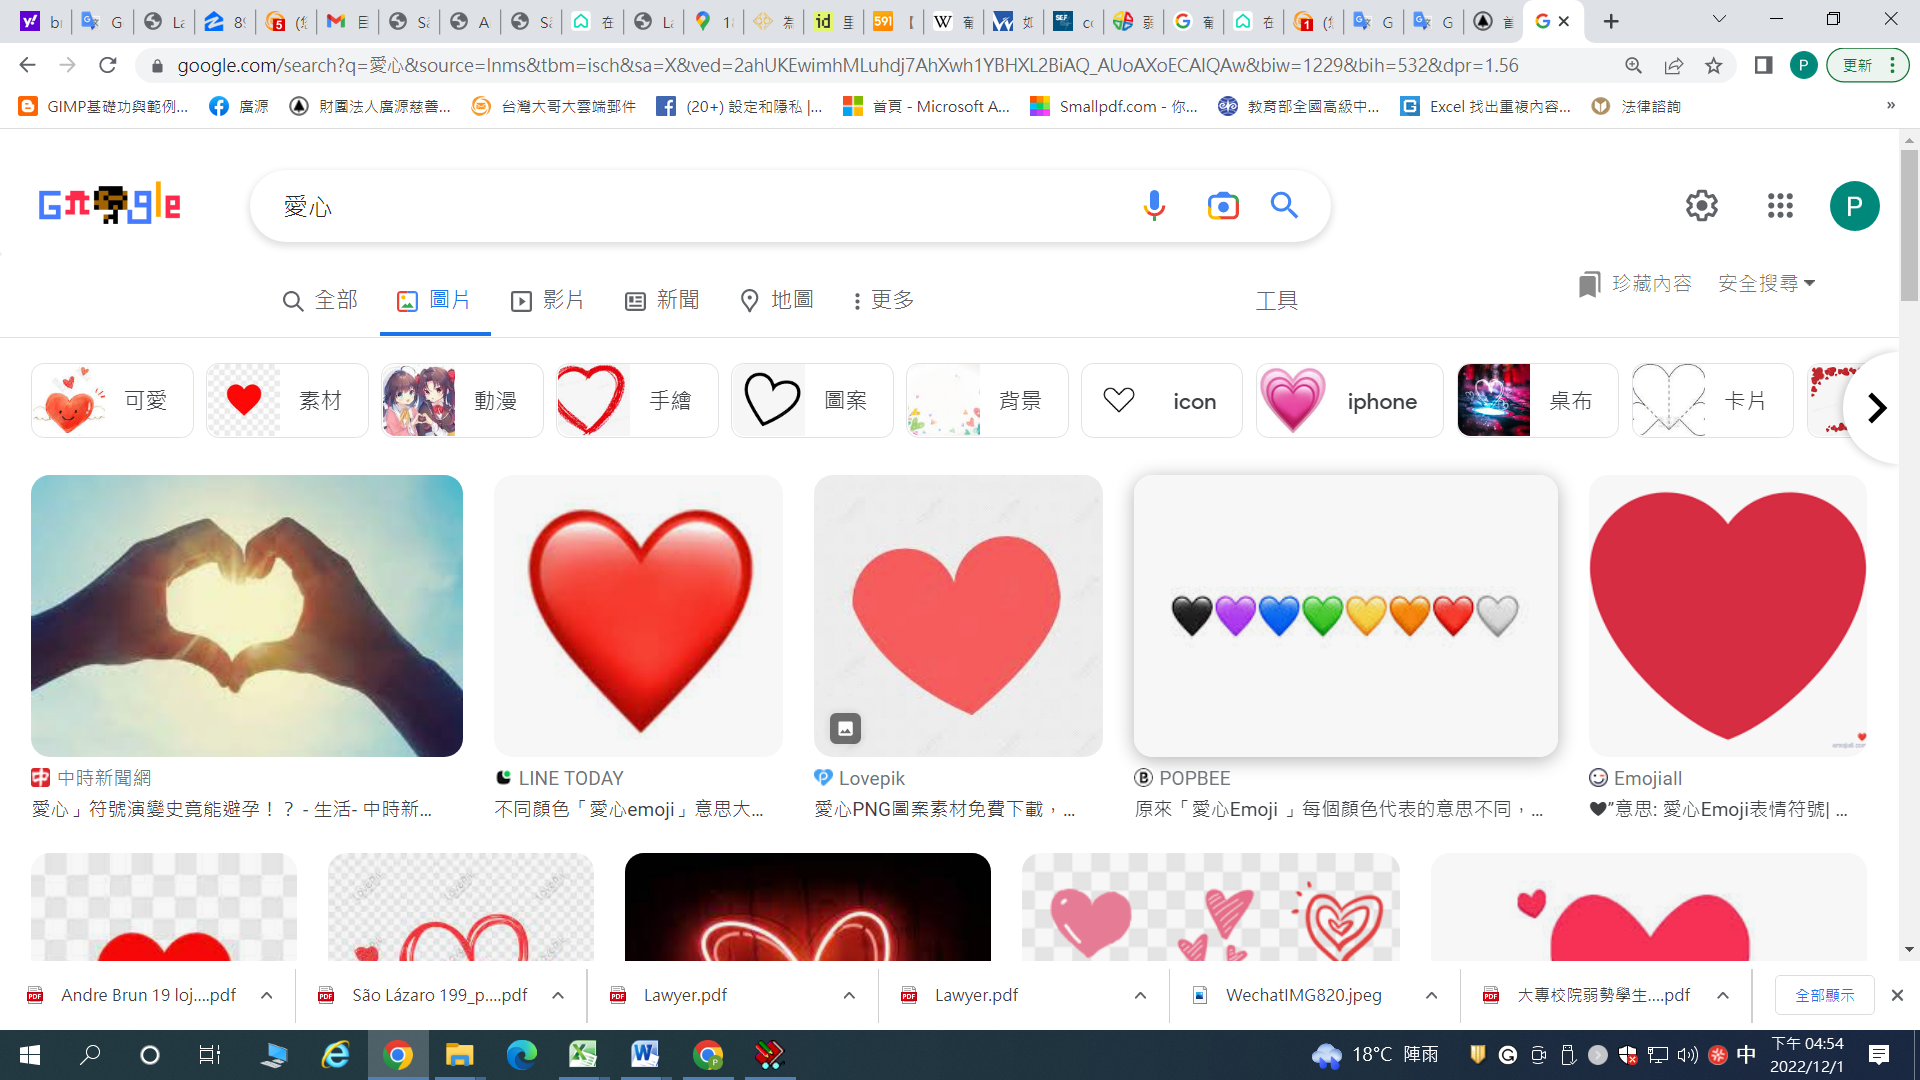 google.com/search?q=愛心&source=lnms&tbm=isch&sa=X&ved=2ahUKEwimhMLuhdj7AhXwh1YBHXL2BiAQ_AUoAXoECAIQAw&biw=1229&bih=532&dpr=1.56
P
更新
GIMP基礎功與範例...
廣源
財團法人廣源慈善...
台灣大哥大雲端郵件
(20+) 設定和隱私 |...
首頁 - Microsoft A...
Smallpdf.com - 你...
教育部全國高級中...
Excel 找出重複內容...
法律諮詢
»
愛心
P
全部
圖片
影片
新聞
地圖
更多
工具
珍藏內容
安全搜尋
可愛
素材
動漫
手繪
圖案
背景
icon
iphone
桌布
卡片
中時新聞網
愛心」符號演變史竟能避孕！？ - 生活- 中時新...
LINE TODAY
不同顏色「愛心emoji」意思大...
Lovepik
愛心PNG圖案素材免費下載，...
POPBEE
原來「愛心Emoji 」每個顏色代表的意思不同，...
Emojiall
🖤”意思: 愛心Emoji表情符號| ...
Andre Brun 19 loj....pdf
São Lázaro 199_p....pdf
Lawyer.pdf
Lawyer.pdf
WechatIMG820.jpeg
大專校院弱勢學生....pdf
全部顯示
18°C 陣雨
中
下午 04:54
2022/12/1